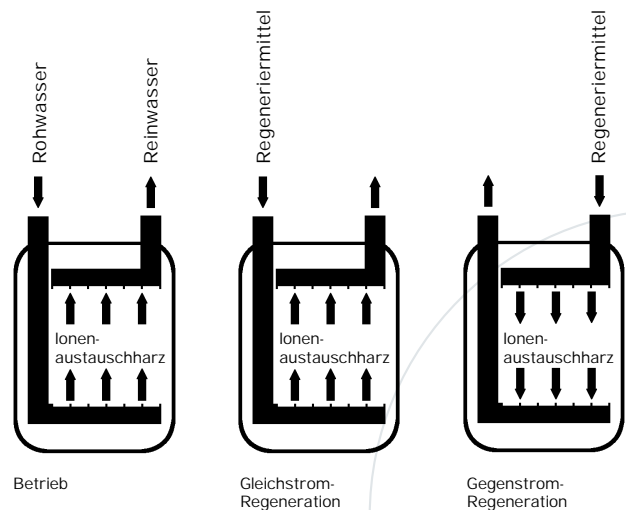 Rohwasser
Reinwasser
Regeneriermittel
Regeneriermittel
Ionen-
austauschharz
Ionen-
austauschharz
Ionen-
austauschharz
Betrieb
Gleichstrom-
Regeneration
Gegenstrom-
Regeneration